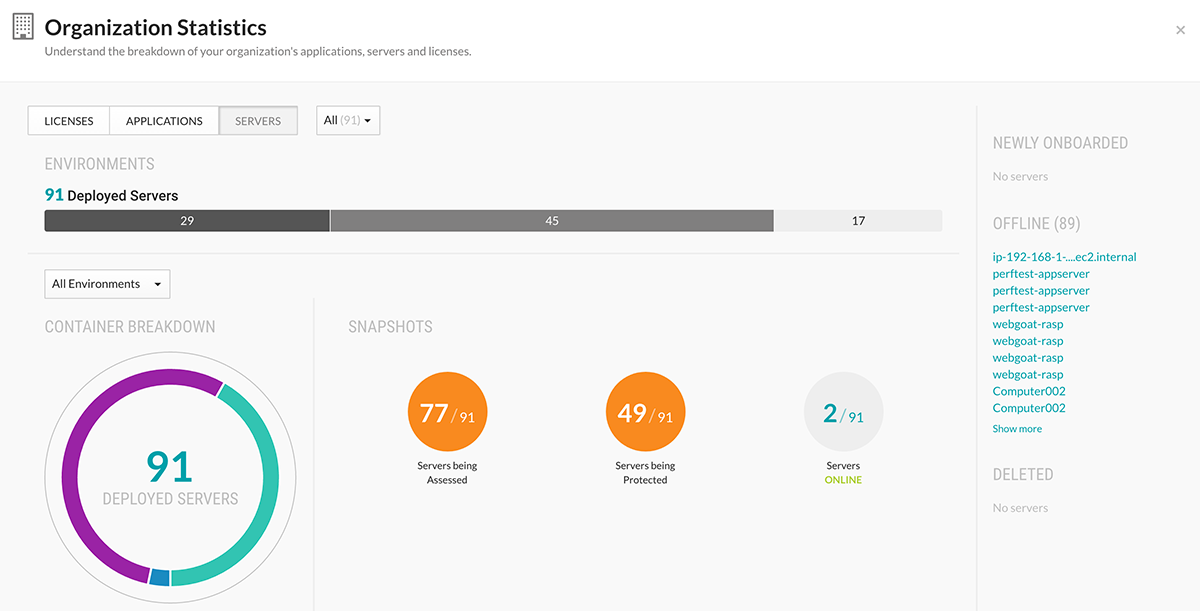 Organization Statistics
Understand the breakdown of your organization's applications, servers and licenses.
×
LICENSES
APPLICATIONS
SERVERS
All (91)
ENVIRONMENTS
91 Deployed Servers
29
45
17
All Environments
CONTAINER BREAKDOWN
91
DEPLOYED SERVERS
SNAPSHOTS
77 / 91
Servers being
Assessed
49 / 91
Servers being
Protected
2 / 91
Servers
ONLINE
NEWLY ONBOARDED
No servers
OFFLINE (89)
ip-192-168-1-....ec2.internal
perftest-appserver
perftest-appserver
perftest-appserver
webgoat-rasp
webgoat-rasp
webgoat-rasp
webgoat-rasp
Computer002
Computer002
Show more
DELETED
No servers